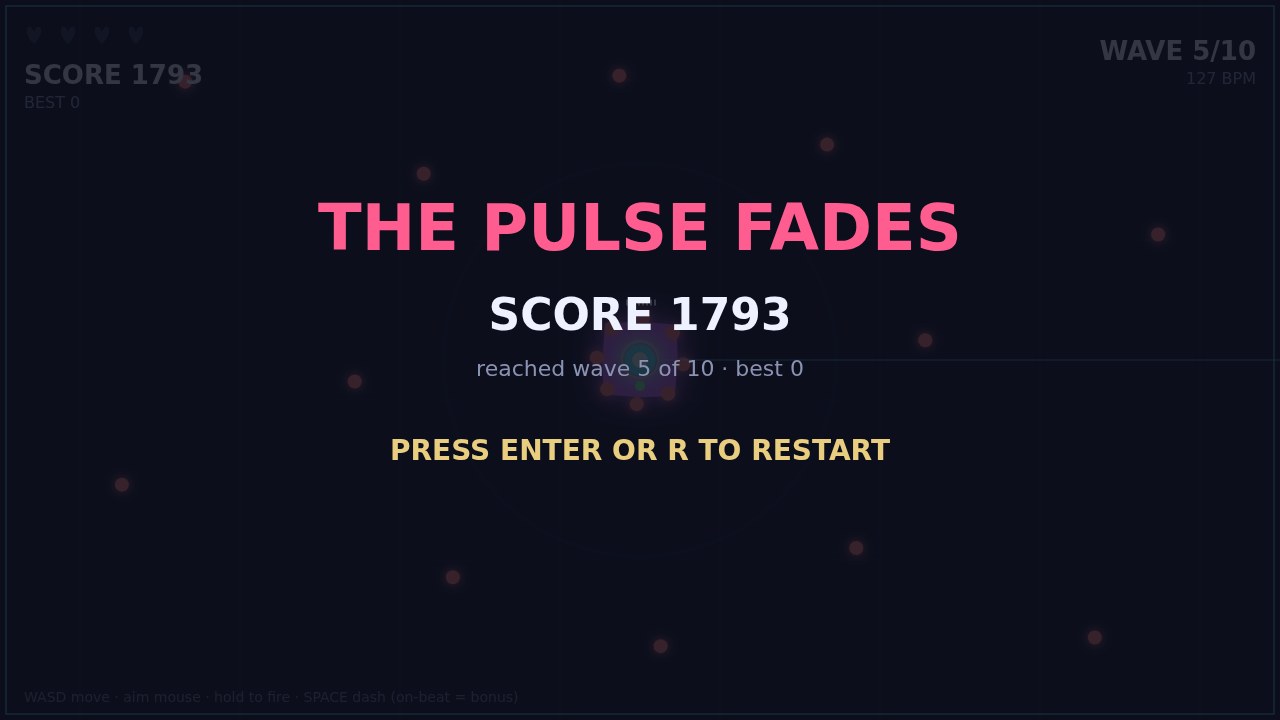 SCORE 1793
BEST 0
WAVE 5/10
127 BPM
THE PULSE FADES
SCORE 1793
reached wave 5 of 10 · best 0
PRESS ENTER OR R TO RESTART
WASD move · aim mouse · hold to fire · SPACE dash (on-beat = bonus)